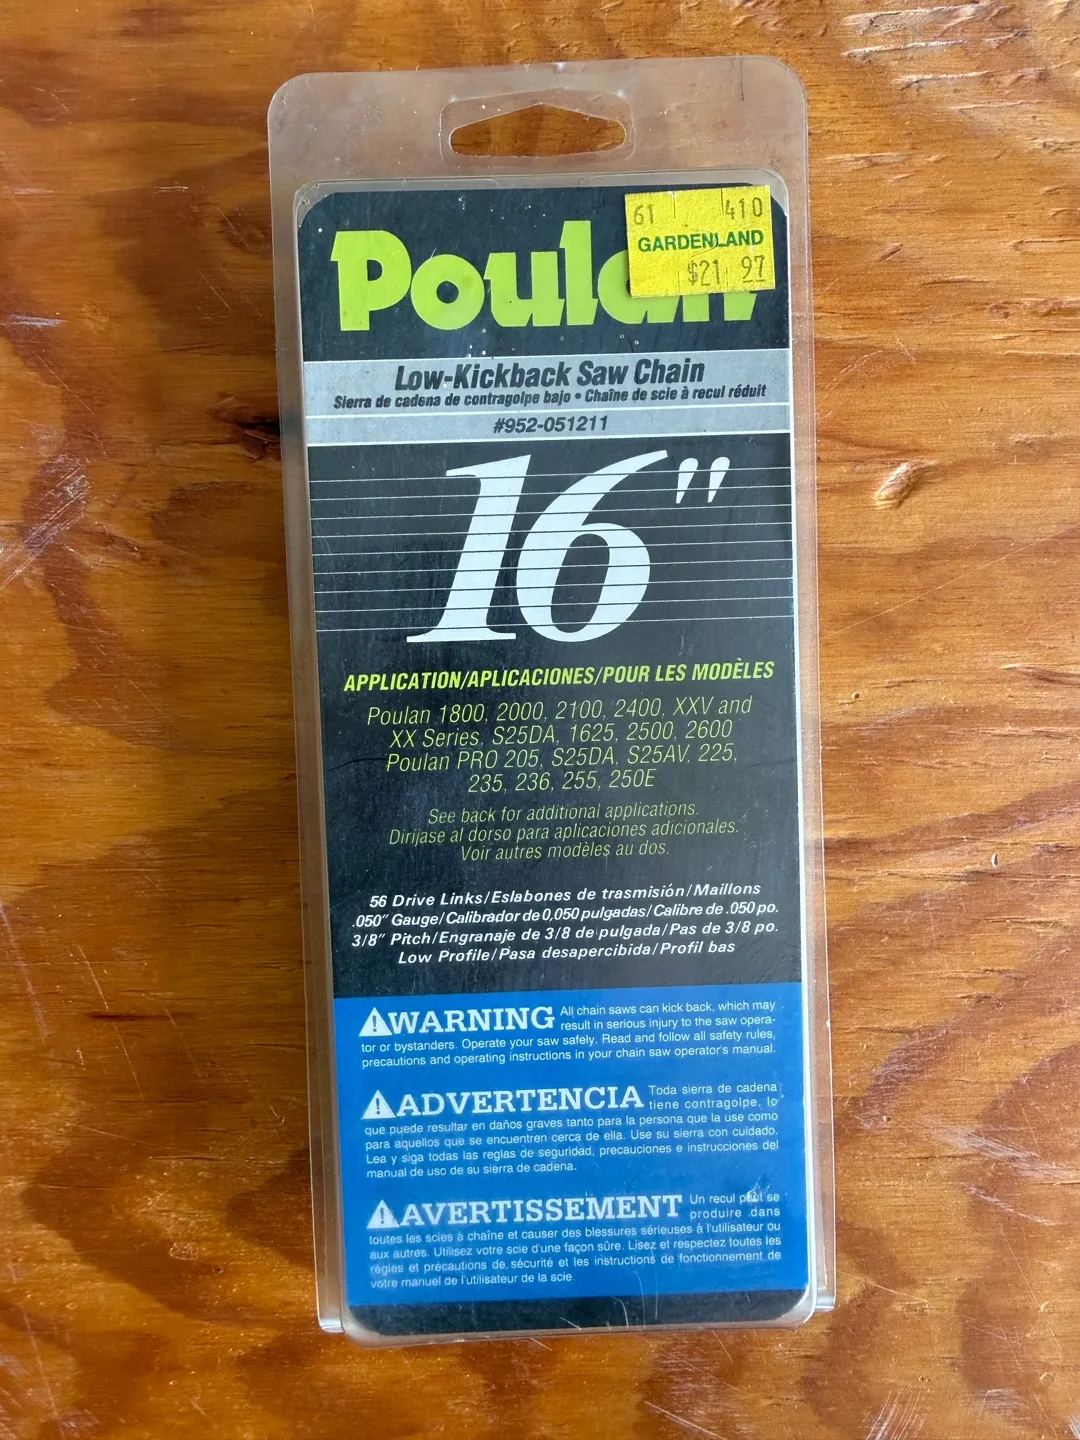 61 410
GARDENLAND
$21 97
Poulan
Low-Kickback Saw Chain
Sierra de cadena de contragolpe bajo • Chaîne de scie à recul réduit
#952-051211
16"
APPLICATION/APLICACIONES/POUR LES MODÈLES
Poulan 1800, 2000, 2100, 2400, XXV and
XX Series, S25DA, 1625, 2500, 2600
Poulan PRO 205, S25DA, S25AV, 225,
235, 236, 255, 250E
See back for additional applications.
Dirijase al dorso para aplicaciones adicionales.
Voir autres modèles au dos.
56 Drive Links/Eslabones de trasmisión/Maillons
.050" Gauge/Calibrador de 0,050 pulgadas/Calibre de .050 po.
3/8" Pitch/Engranaje de 3/8 de pulgada/Pas de 3/8 po.
Low Profile/Pasa desapercibida/Profil bas
WARNING All chain saws can kick back, which may
result in serious injury to the saw opera-
tor or bystanders. Operate your saw safely. Read and follow all safety rules,
precautions and operating instructions in your chain saw operator's manual.
ADVERTENCIA Toda sierra de cadena
tiene contragolpe, lo
que puede resultar en daños graves tanto para la persona que la use como
para aquellos que se encuentren cerca de ella. Use su sierra con cuidado.
Lea y siga todas las reglas de seguridad, precauciones e instrucciones del
manual de uso de su sierra de cadena.
AVERTISSEMENT Un recul peut se
produire dans
toutes les scies à chaîne et causer des blessures sérieuses à l'utilisateur ou
aux autres. Utilisez votre scie d'une façon sûre. Lisez et respectez toutes les
règles et précautions de sécurité et les instructions de fonctionnement de
votre manuel de l'utilisateur de la scie